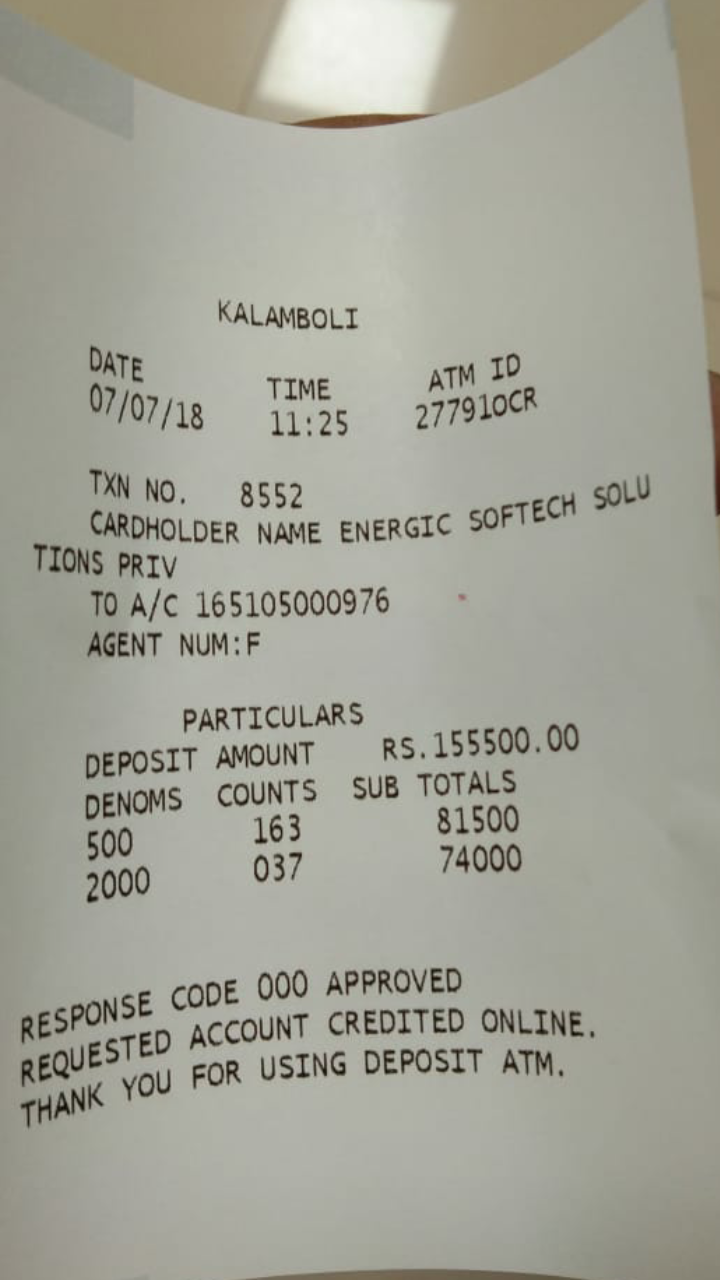 KALAMBOLI
DATE TIME ATM ID
07/07/18 11:25 277910CR
TXN NO. 8552
CARDHOLDER NAME ENERGIC SOFTECH SOLU
TIONS PRIV
TO A/C 165105000976
AGENT NUM:F
PARTICULARS
DEPOSIT AMOUNT RS.155500.00
DENOMS COUNTS SUB TOTALS
500 163 81500
2000 037 74000
RESPONSE CODE 000 APPROVED
REQUESTED ACCOUNT CREDITED ONLINE.
THANK YOU FOR USING DEPOSIT ATM.